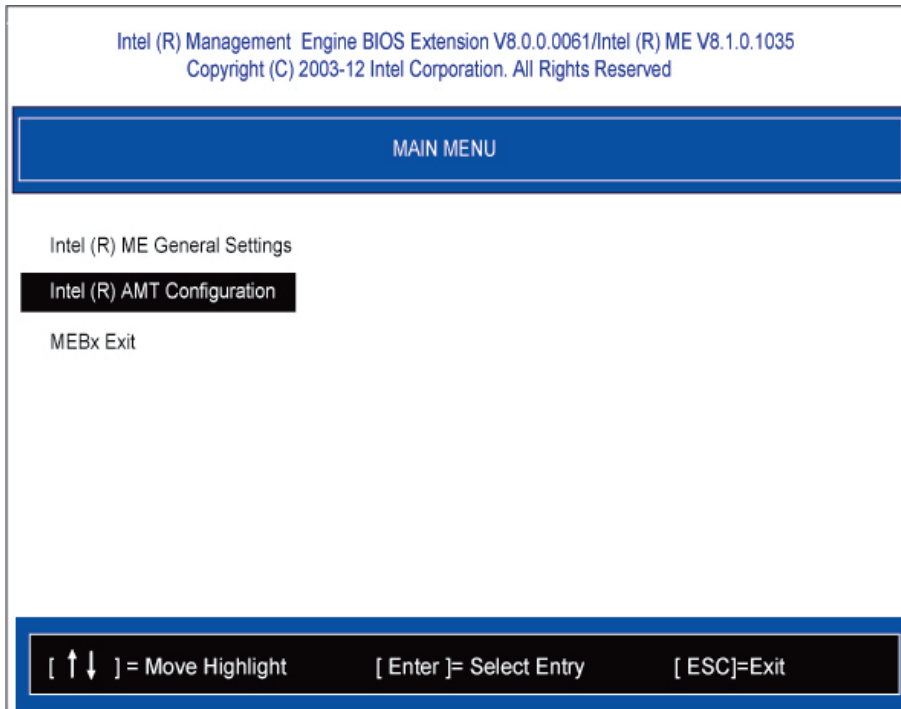 Intel (R) Management Engine BIOS Extension V8.0.0.0061/Intel (R) ME V8.1.0.1035
Copyright (C) 2003-12 Intel Corporation. All Rights Reserved
MAIN MENU
Intel (R) ME General Settings
Intel (R) AMT Configuration
MEBx Exit
[ ↑↓ ] = Move Highlight [ Enter ]= Select Entry [ ESC]=Exit